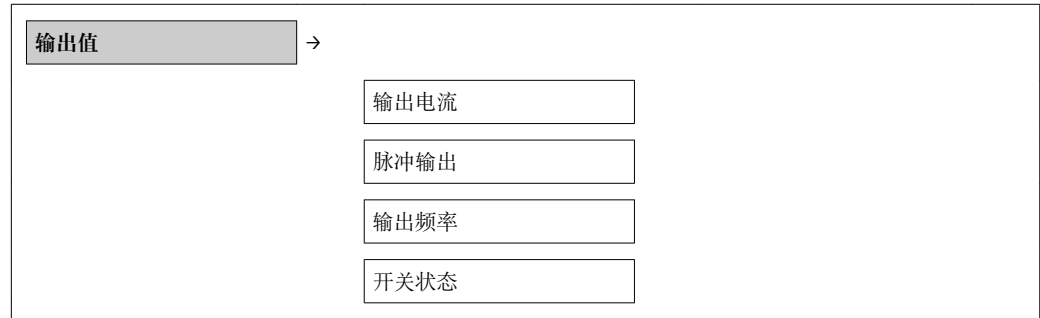 输出值 →
输出电流
脉冲输出
输出频率
开关状态